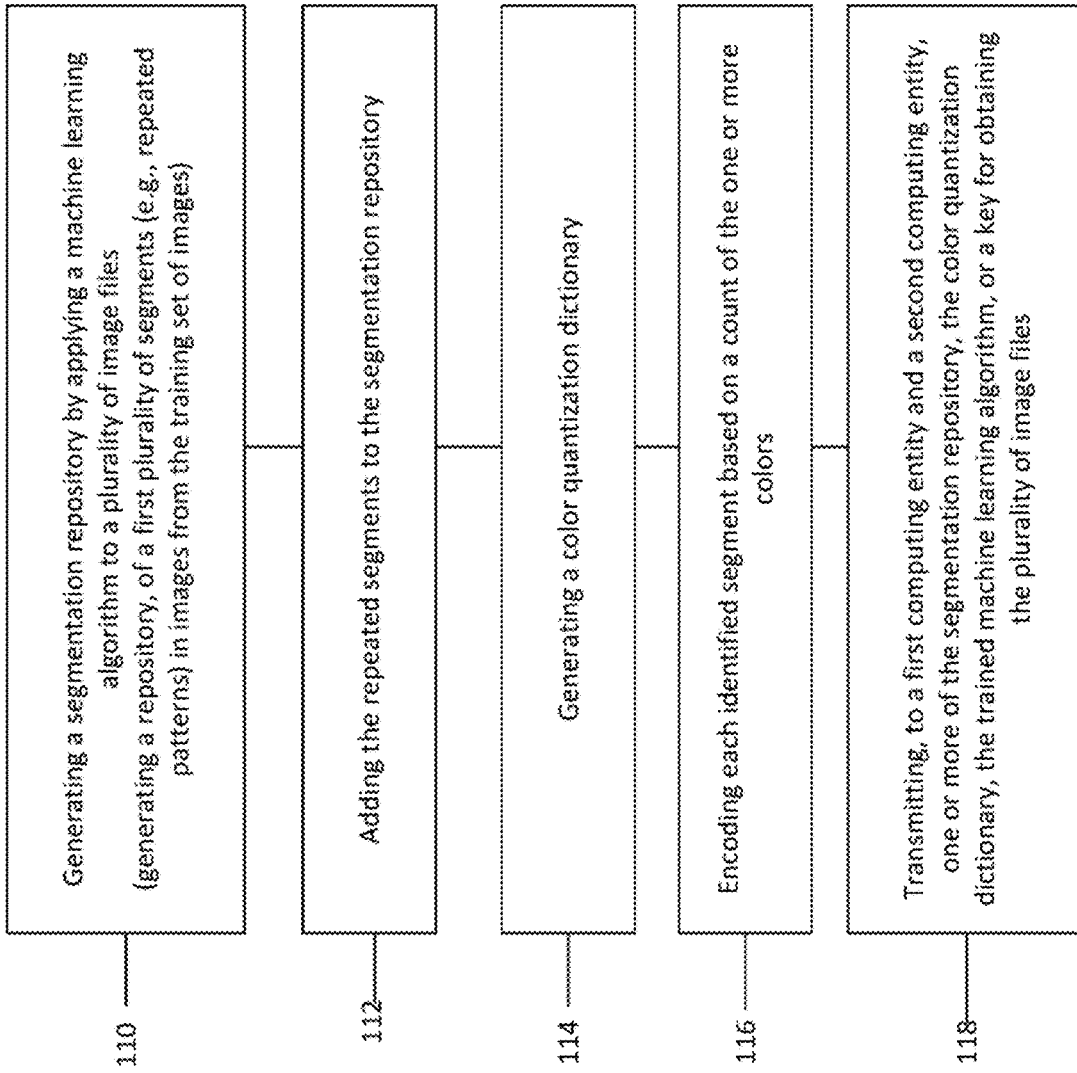 110
Generating a segmentation repository by applying a machine learning
algorithm to a plurality of image files
(generating a repository, of a first plurality of segments (e.g., repeated
patterns) in images from the training set of images)
112
Adding the repeated segments to the segmentation repository
114
Generating a color quantization dictionary
116
Encoding each identified segment based on a count of the one or more
colors
118
Transmitting, to a first computing entity and a second computing entity,
one or more of the segmentation repository, the color quantization
dictionary, the trained machine learning algorithm, or a key for obtaining
the plurality of image files